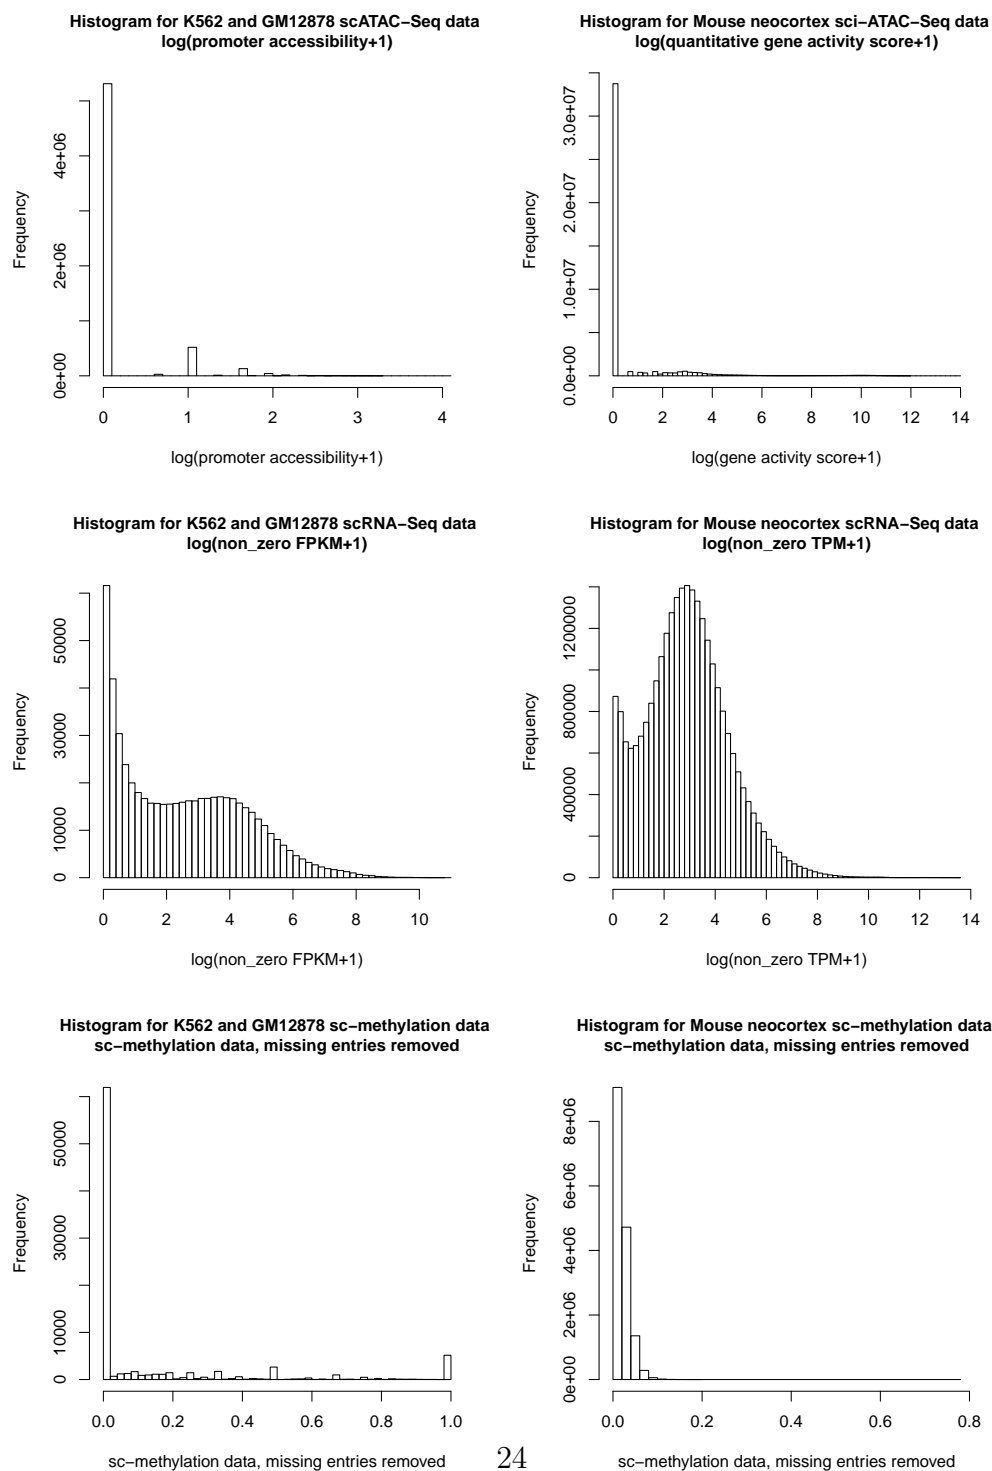 Histogram for K562 and GM12878 scATAC−Seq data
log(promoter accessibility+1)
Frequency
0e+00 2e+06 4e+06
0 1 2 3 4
log(promoter accessibility+1)
Histogram for Mouse neocortex sci−ATAC−Seq data
log(quantitative gene activity score+1)
Frequency
0.0e+00 1.0e+07 2.0e+07 3.0e+07
0 2 4 6 8 10 12 14
log(gene activity score+1)
Histogram for K562 and GM12878 scRNA−Seq data
log(non_zero FPKM+1)
Frequency
0 10000 30000 50000
0 2 4 6 8 10
log(non_zero FPKM+1)
Histogram for Mouse neocortex scRNA−Seq data
log(non_zero TPM+1)
Frequency
0 400000 800000 1200000
0 2 4 6 8 10 12 14
log(non_zero TPM+1)
Histogram for K562 and GM12878 sc−methylation data
sc−methylation data, missing entries removed
Frequency
0 10000 30000 50000
0.0 0.2 0.4 0.6 0.8 1.0
sc−methylation data, missing entries removed
Histogram for Mouse neocortex sc−methylation data
sc−methylation data, missing entries removed
Frequency
0e+00 2e+06 4e+06 6e+06 8e+06
0.0 0.2 0.4 0.6 0.8
sc−methylation data, missing entries removed
24